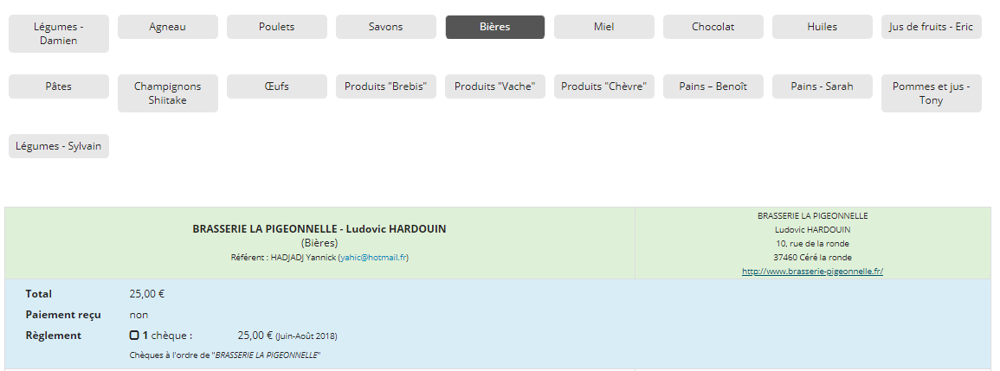 Légumes -
Damien
Agneau
Poulets
Savons
Bières
Miel
Chocolat
Huiles
Jus de fruits - Eric
Pâtes
Champignons
Shiitake
Œufs
Produits "Brebis"
Produits "Vache"
Produits "Chèvre"
Pains – Benoît
Pains - Sarah
Pommes et jus -
Tony
Légumes - Sylvain
BRASSERIE LA PIGEONNELLE - Ludovic HARDOUIN
(Bières)
Référent : HADJADJ Yannick (yahic@hotmail.fr)
BRASSERIE LA PIGEONNELLE
Ludovic HARDOUIN
10, rue de la ronde
37460 Céré la ronde
http://www.brasserie-pigeonnelle.fr/
Total 25,00 €
Paiement reçu non
Règlement 1 chèque : 25,00 € (Juin-Août 2018)
Chèques à l'ordre de "BRASSERIE LA PIGEONNELLE"